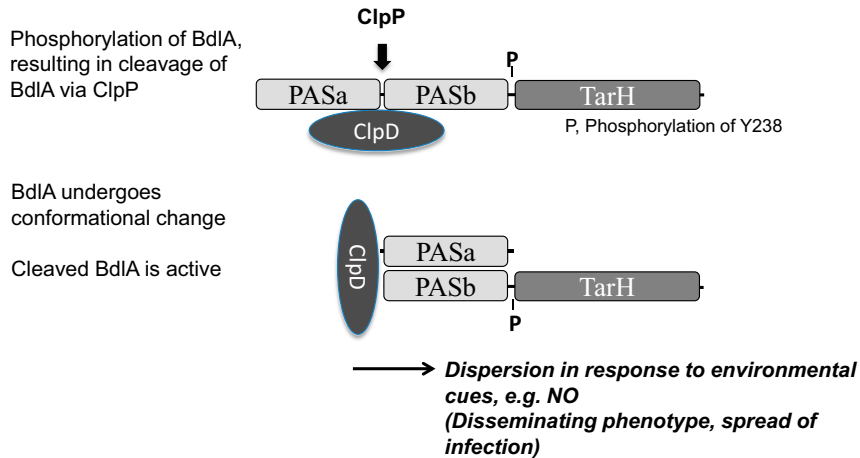 ClpP
Phosphorylation of BdlA,
resulting in cleavage of
BdlA via ClpP
P
PASa PASb TarH
ClpD
P, Phosphorylation of Y238
BdlA undergoes
conformational change
Cleaved BdlA is active
ClpD
PASa
PASb TarH
P
Dispersion in response to environmental
cues, e.g. NO
(Disseminating phenotype, spread of
infection)